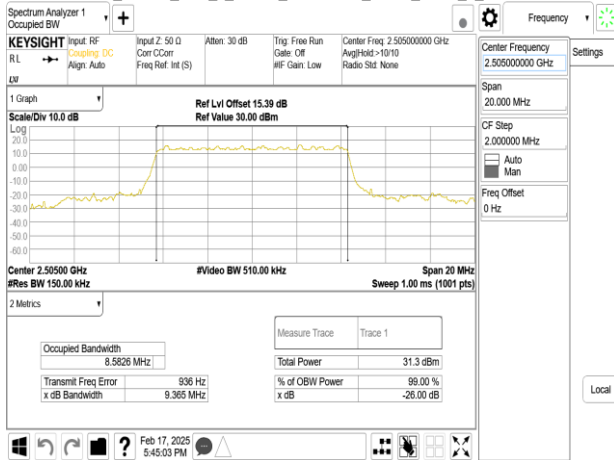 Spectrum Analyzer 1
Occupied BW
+
Frequency
KEYSIGHT
RL
LXI
Input: RF
Coupling: DC
Align: Auto
Input Z: 50 Ω
Corr CCorr
Freq Ref: Int (S)
Atten: 30 dB
Trig: Free Run
Gate: Off
#IF Gain: Low
Center Freq: 2.505000000 GHz
Avg|Hold:>10/10
Radio Std: None
Center Frequency
2.505000000 GHz
Settings
Span
20.000 MHz
CF Step
2.000000 MHz
Auto
Man
Freq Offset
0 Hz
Local
1 Graph
Scale/Div 10.0 dB
Ref Lvl Offset 15.39 dB
Ref Value 30.00 dBm
Log
20.0
10.0
0.00
-10.0
-20.0
-30.0
-40.0
-50.0
-60.0
Center 2.50500 GHz
#Video BW 510.00 kHz
Span 20 MHz
#Res BW 150.00 kHz
Sweep 1.00 ms (1001 pts)
2 Metrics
Measure Trace Trace 1
Occupied Bandwidth
8.5826 MHz
Total Power 31.3 dBm
Transmit Freq Error 936 Hz
% of OBW Power 99.00 %
x dB Bandwidth 9.365 MHz
x dB -26.00 dB
?
Feb 17, 2025
5:45:03 PM